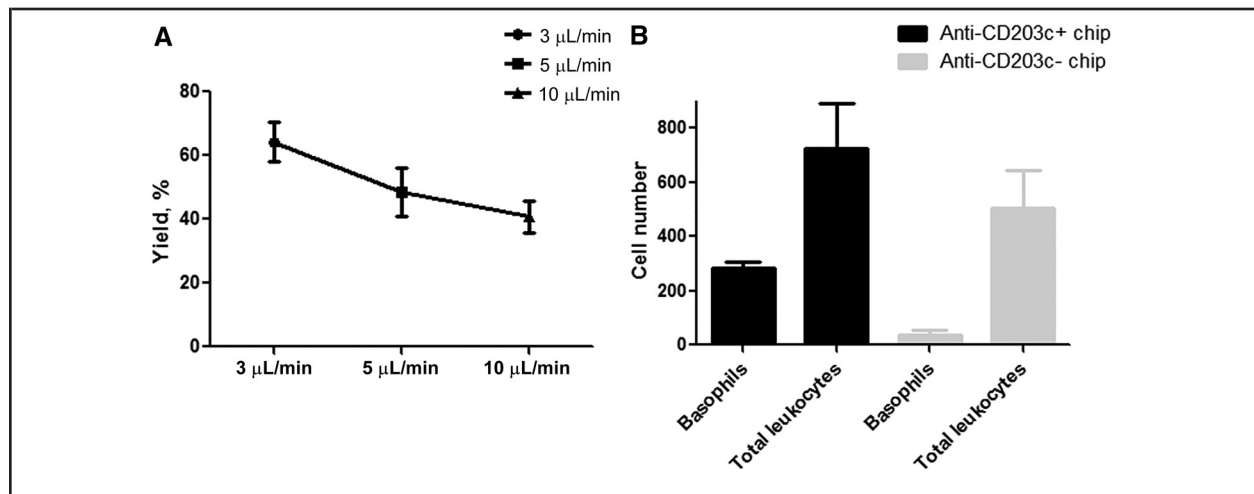 A
3 μL/min
5 μL/min
10 μL/min
Yield, %
80
60
40
20
0
3 μL/min 5 μL/min 10 μL/min
B
Anti-CD203c+ chip
Anti-CD203c- chip
Cell number
800
600
400
200
0
Basophils
Total leukocytes
Basophils
Total leukocytes